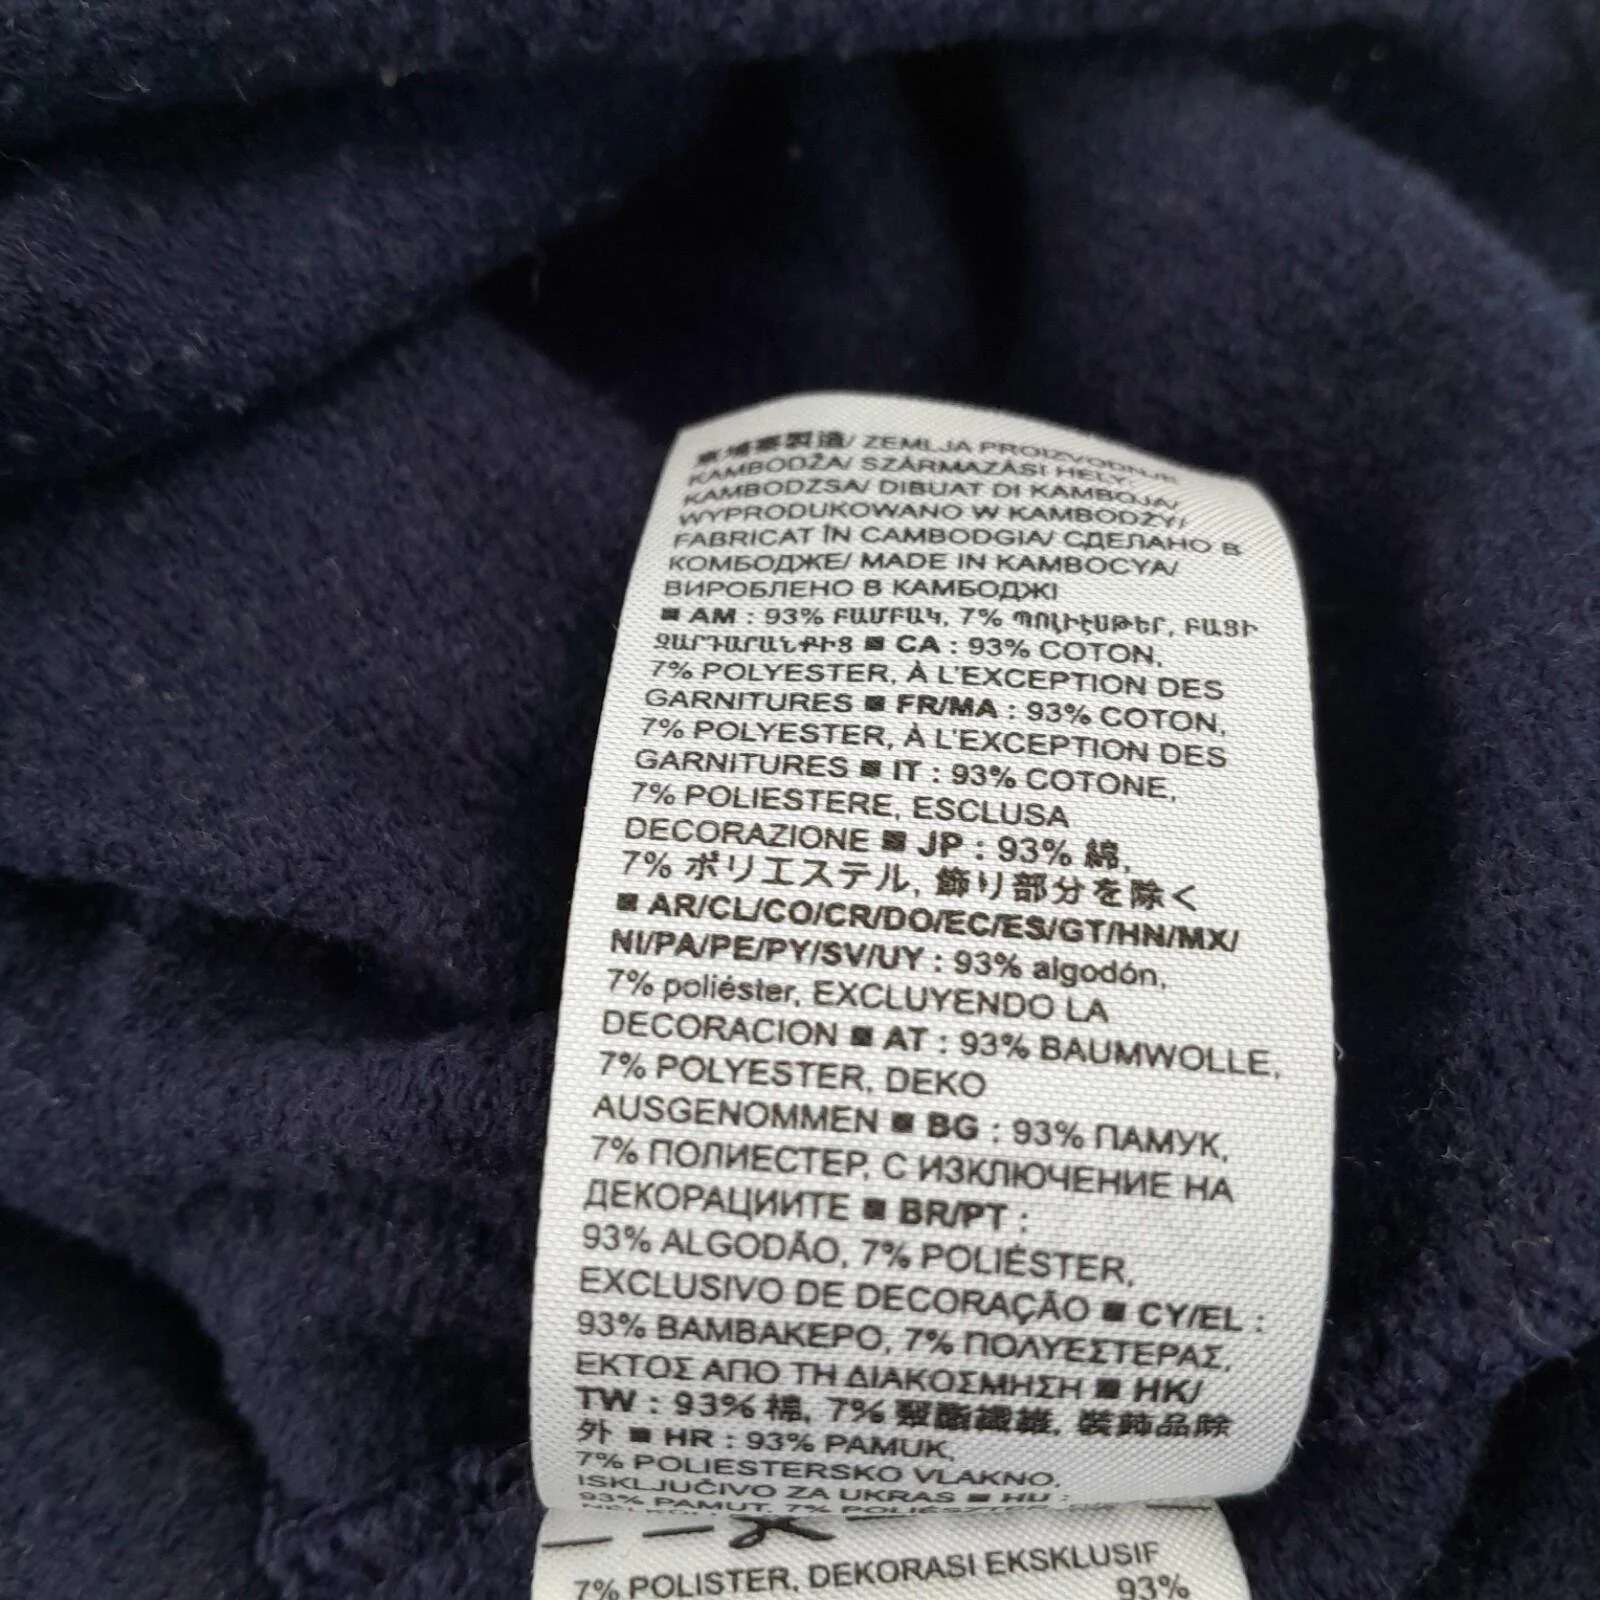 東埔寨製造/ ZEMLJA PROIZVODNJE
KAMBODŽA/ SZÁRMAZÁSI HELY:
KAMBODZSA/ DIBUAT DI KAMBOJA/
WYPRODUKOWANO W KAMBODŻY/
FABRICAT ÎN CAMBODGIA/ СДЕЛАНО В
КОМБОДЖЕ/ MADE IN KAMBOCYA/
ВИРОБЛЕНО В КАМБОДЖІ
■ AM : 93% ԲԱՄԲԱԿ, 7% ՊՈԼԻԷՍԹԵՐ, ԲԱՑԻ
ԶԱՐԴԱՐԱՆՔԻՑ ■ CA : 93% COTON,
7% POLYESTER, À L'EXCEPTION DES
GARNITURES ■ FR/MA : 93% COTON,
7% POLYESTER, À L'EXCEPTION DES
GARNITURES ■ IT : 93% COTONE,
7% POLIESTERE, ESCLUSA
DECORAZIONE ■ JP : 93% 綿,
7% ポリエステル, 飾り部分を除く
■ AR/CL/CO/CR/DO/EC/ES/GT/HN/MX/
NI/PA/PE/PY/SV/UY : 93% algodón,
7% poliéster, EXCLUYENDO LA
DECORACION ■ AT : 93% BAUMWOLLE,
7% POLYESTER, DEKO
AUSGENOMMEN ■ BG : 93% ПАМУК,
7% ПОЛИЕСТЕР, С ИЗКЛЮЧЕНИЕ НА
ДЕКОРАЦИИТЕ ■ BR/PT :
93% ALGODÃO, 7% POLIÉSTER,
EXCLUSIVO DE DECORAÇÃO ■ CY/EL :
93% ΒΑΜΒΑΚΕΡΟ, 7% ΠΟΛΥΕΣΤΕΡΑΣ,
ΕΚΤΟΣ ΑΠΟ ΤΗ ΔΙΑΚΟΣΜΗΣΗ ■ HK/
TW : 93% 棉, 7% 聚酯纖維, 裝飾品除
外 ■ HR : 93% PAMUK,
7% POLIESTERSKO VLAKNO,
ISKLJUČIVO ZA UKRAS ■ HU :
93% PAMUT, 7% POLIÉSZTER
7% POLISTER, DEKORASI EKSKLUSIF
93%